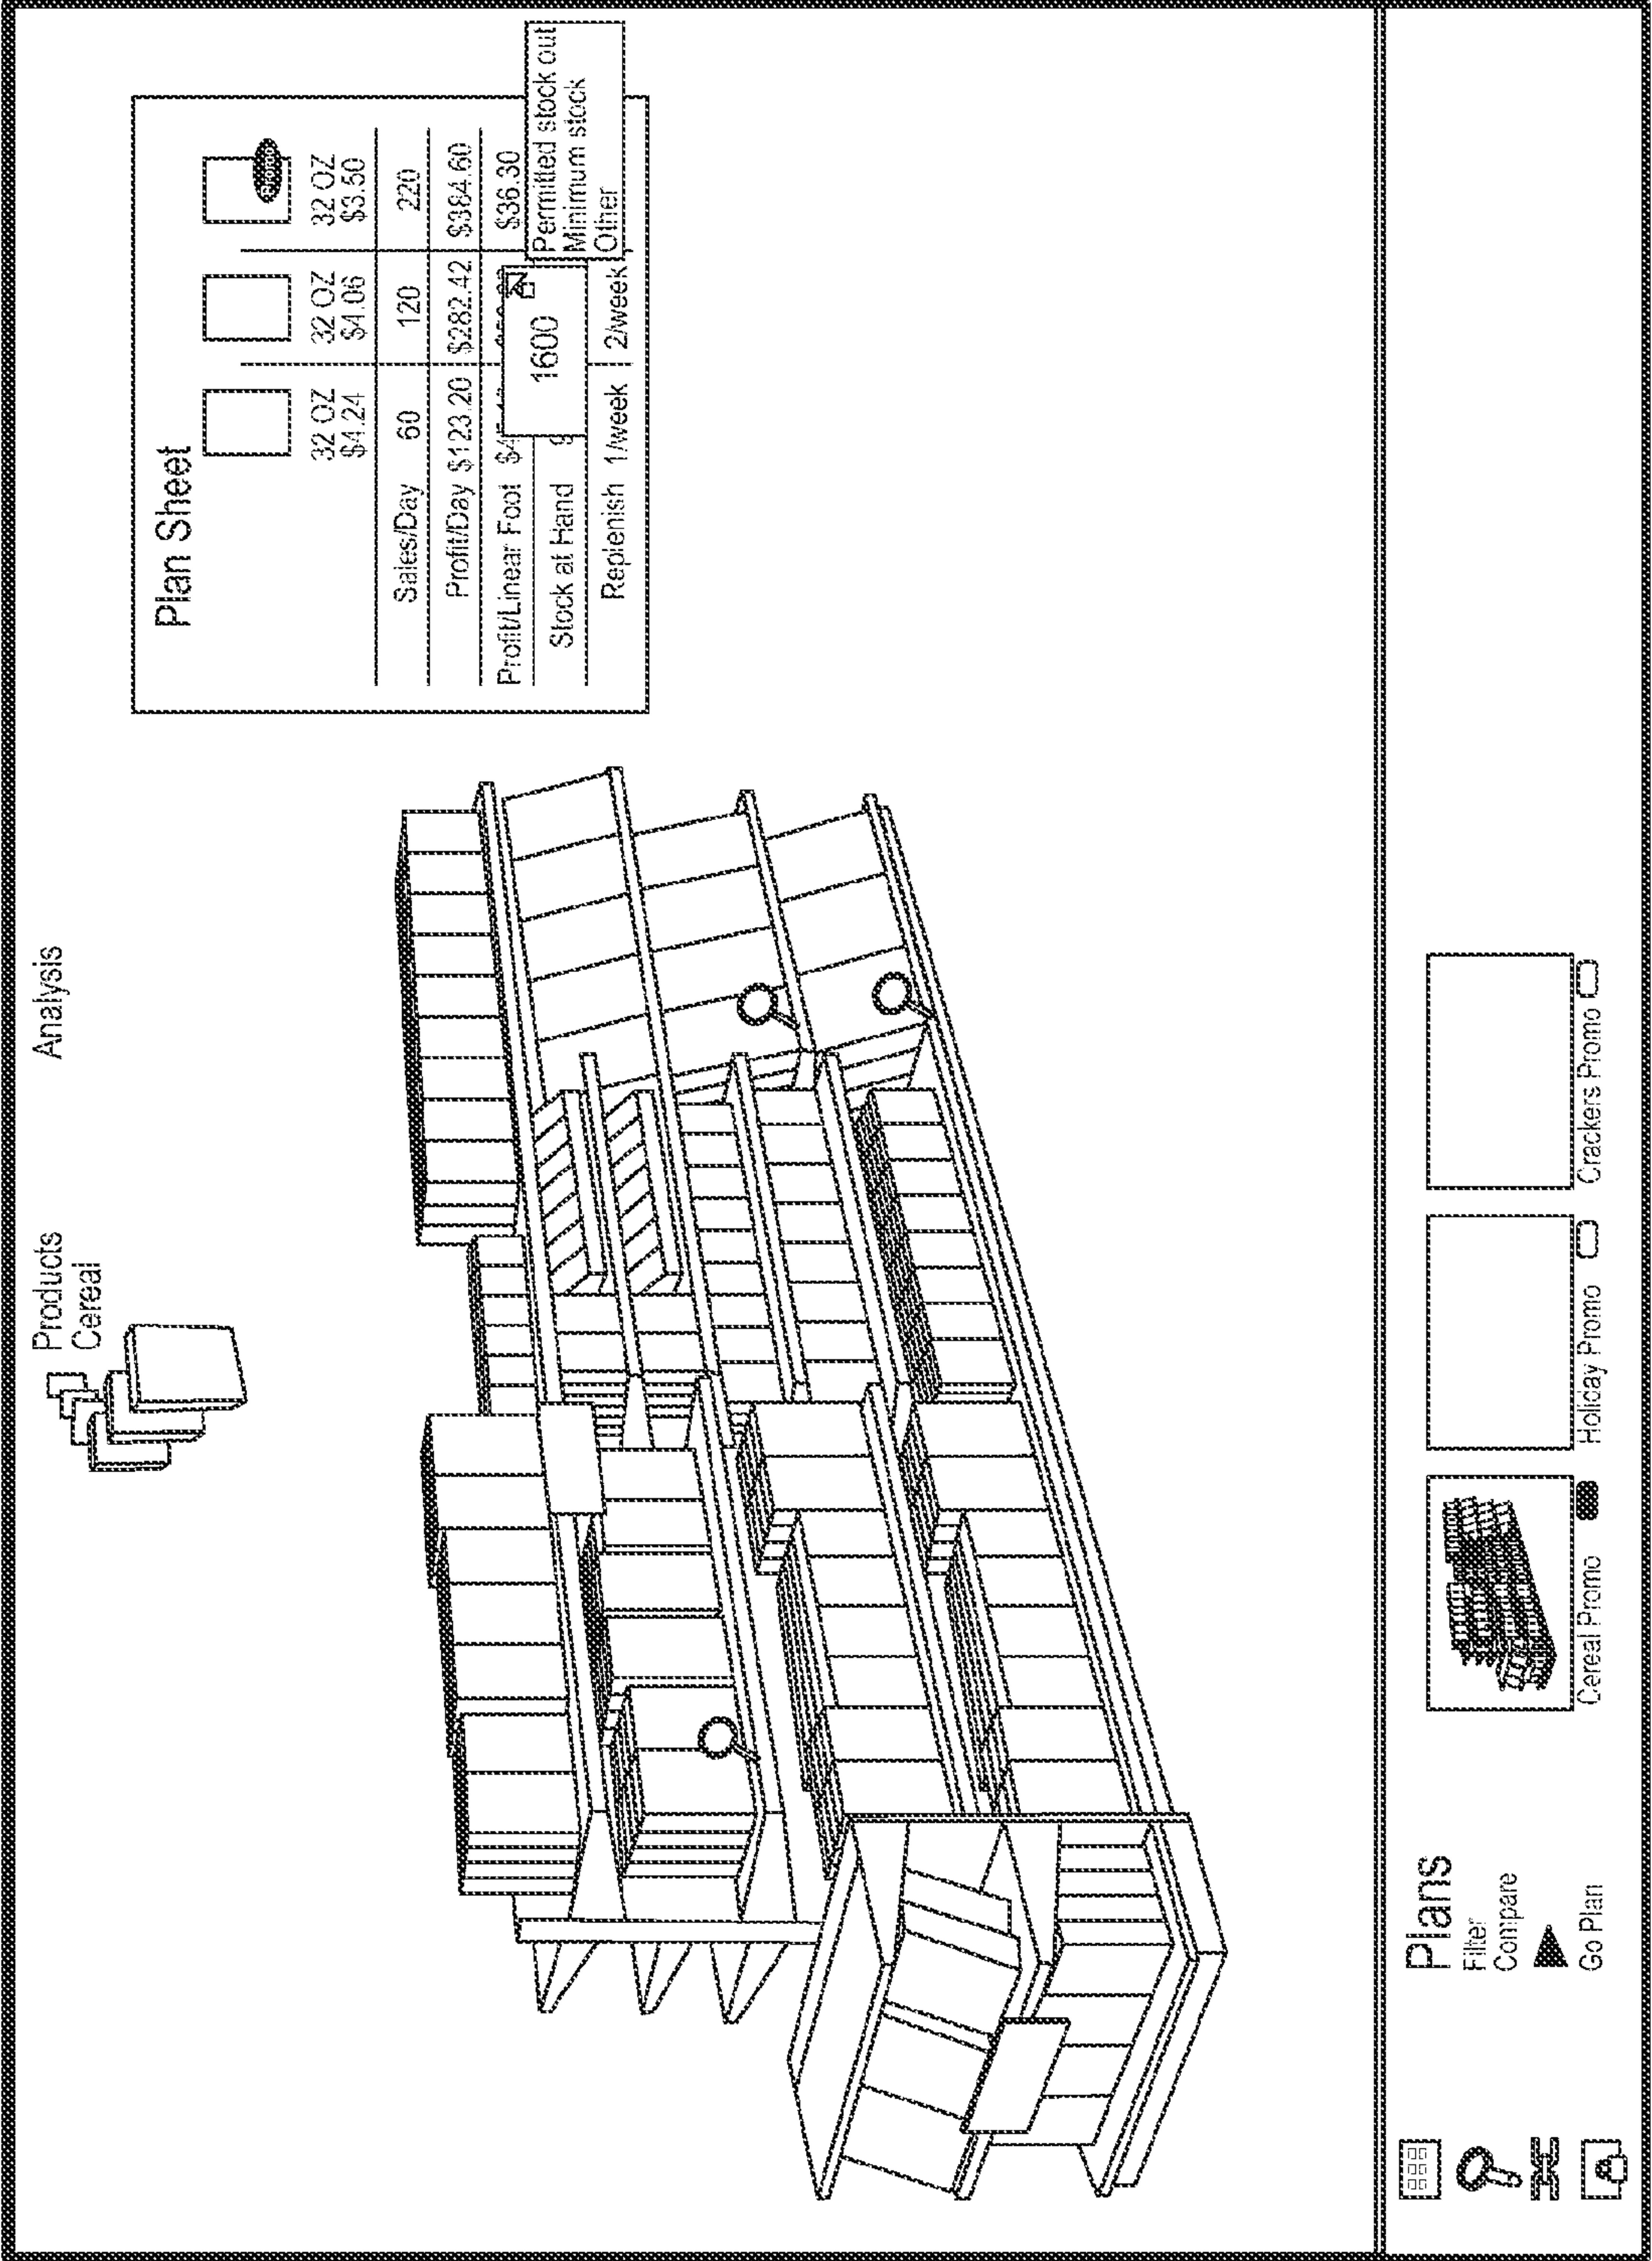 Products
Cereal
Analysis
Plan Sheet
32 OZ 32 OZ 32 OZ
$4.24 $4.06 $3.50
Promo
Sales/Day 60 120 220
Profit/Day $123.20 $282.42 $384.60
Profit/Linear Foot $36.30
Stock at Hand
1600
Permitted stock out
Minimum stock
Other
Replenish 1/week 2/week
Plans
Filter
Compare
Go Plan
Cereal Promo
Holiday Promo
Crackers Promo